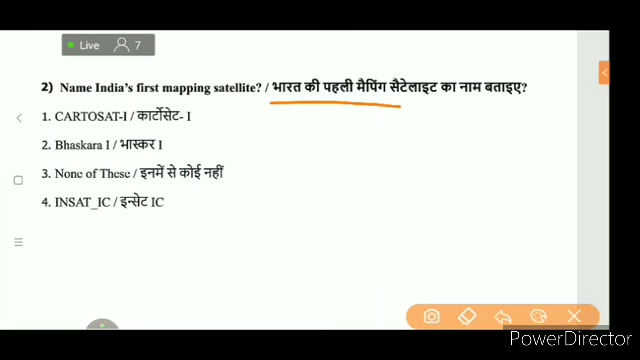 Live 7
2) Name India's first mapping satellite? / भारत की पहली मैपिंग सैटेलाइट का नाम बताइए?
1. CARTOSAT-I / कार्टोसेट- I
2. Bhaskara I / भास्कर I
3. None of These / इनमें से कोई नहीं
4. INSAT_IC / इन्सेट IC
PowerDirector